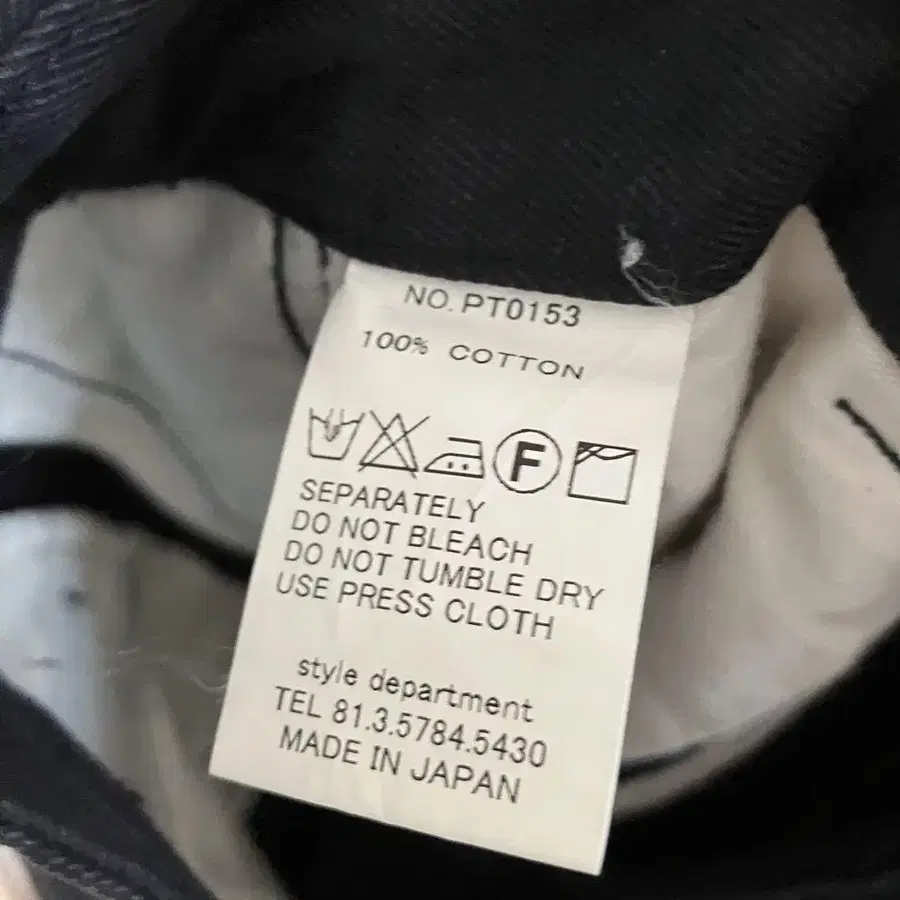 NO. PT0153
100% COTTON
F
SEPARATELY
DO NOT BLEACH
DO NOT TUMBLE DRY
USE PRESS CLOTH
style department
TEL 81.3.5784.5430
MADE IN JAPAN